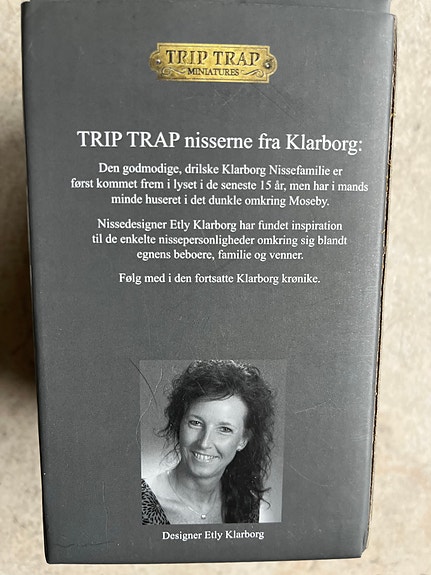 TRIP TRAP
MINIATURES
TRIP TRAP nisserne fra Klarborg:
Den godmodige, drilske Klarborg Nissefamilie er
først kommet frem i lyset i de seneste 15 år, men har i mands
minde huseret i det dunkle omkring Moseby.
Nissedesigner Etly Klarborg har fundet inspiration
til de enkelte nissepersonligheder omkring sig blandt
egnens beboere, familie og venner.
Følg med i den fortsatte Klarborg krønike.
Designer Etly Klarborg